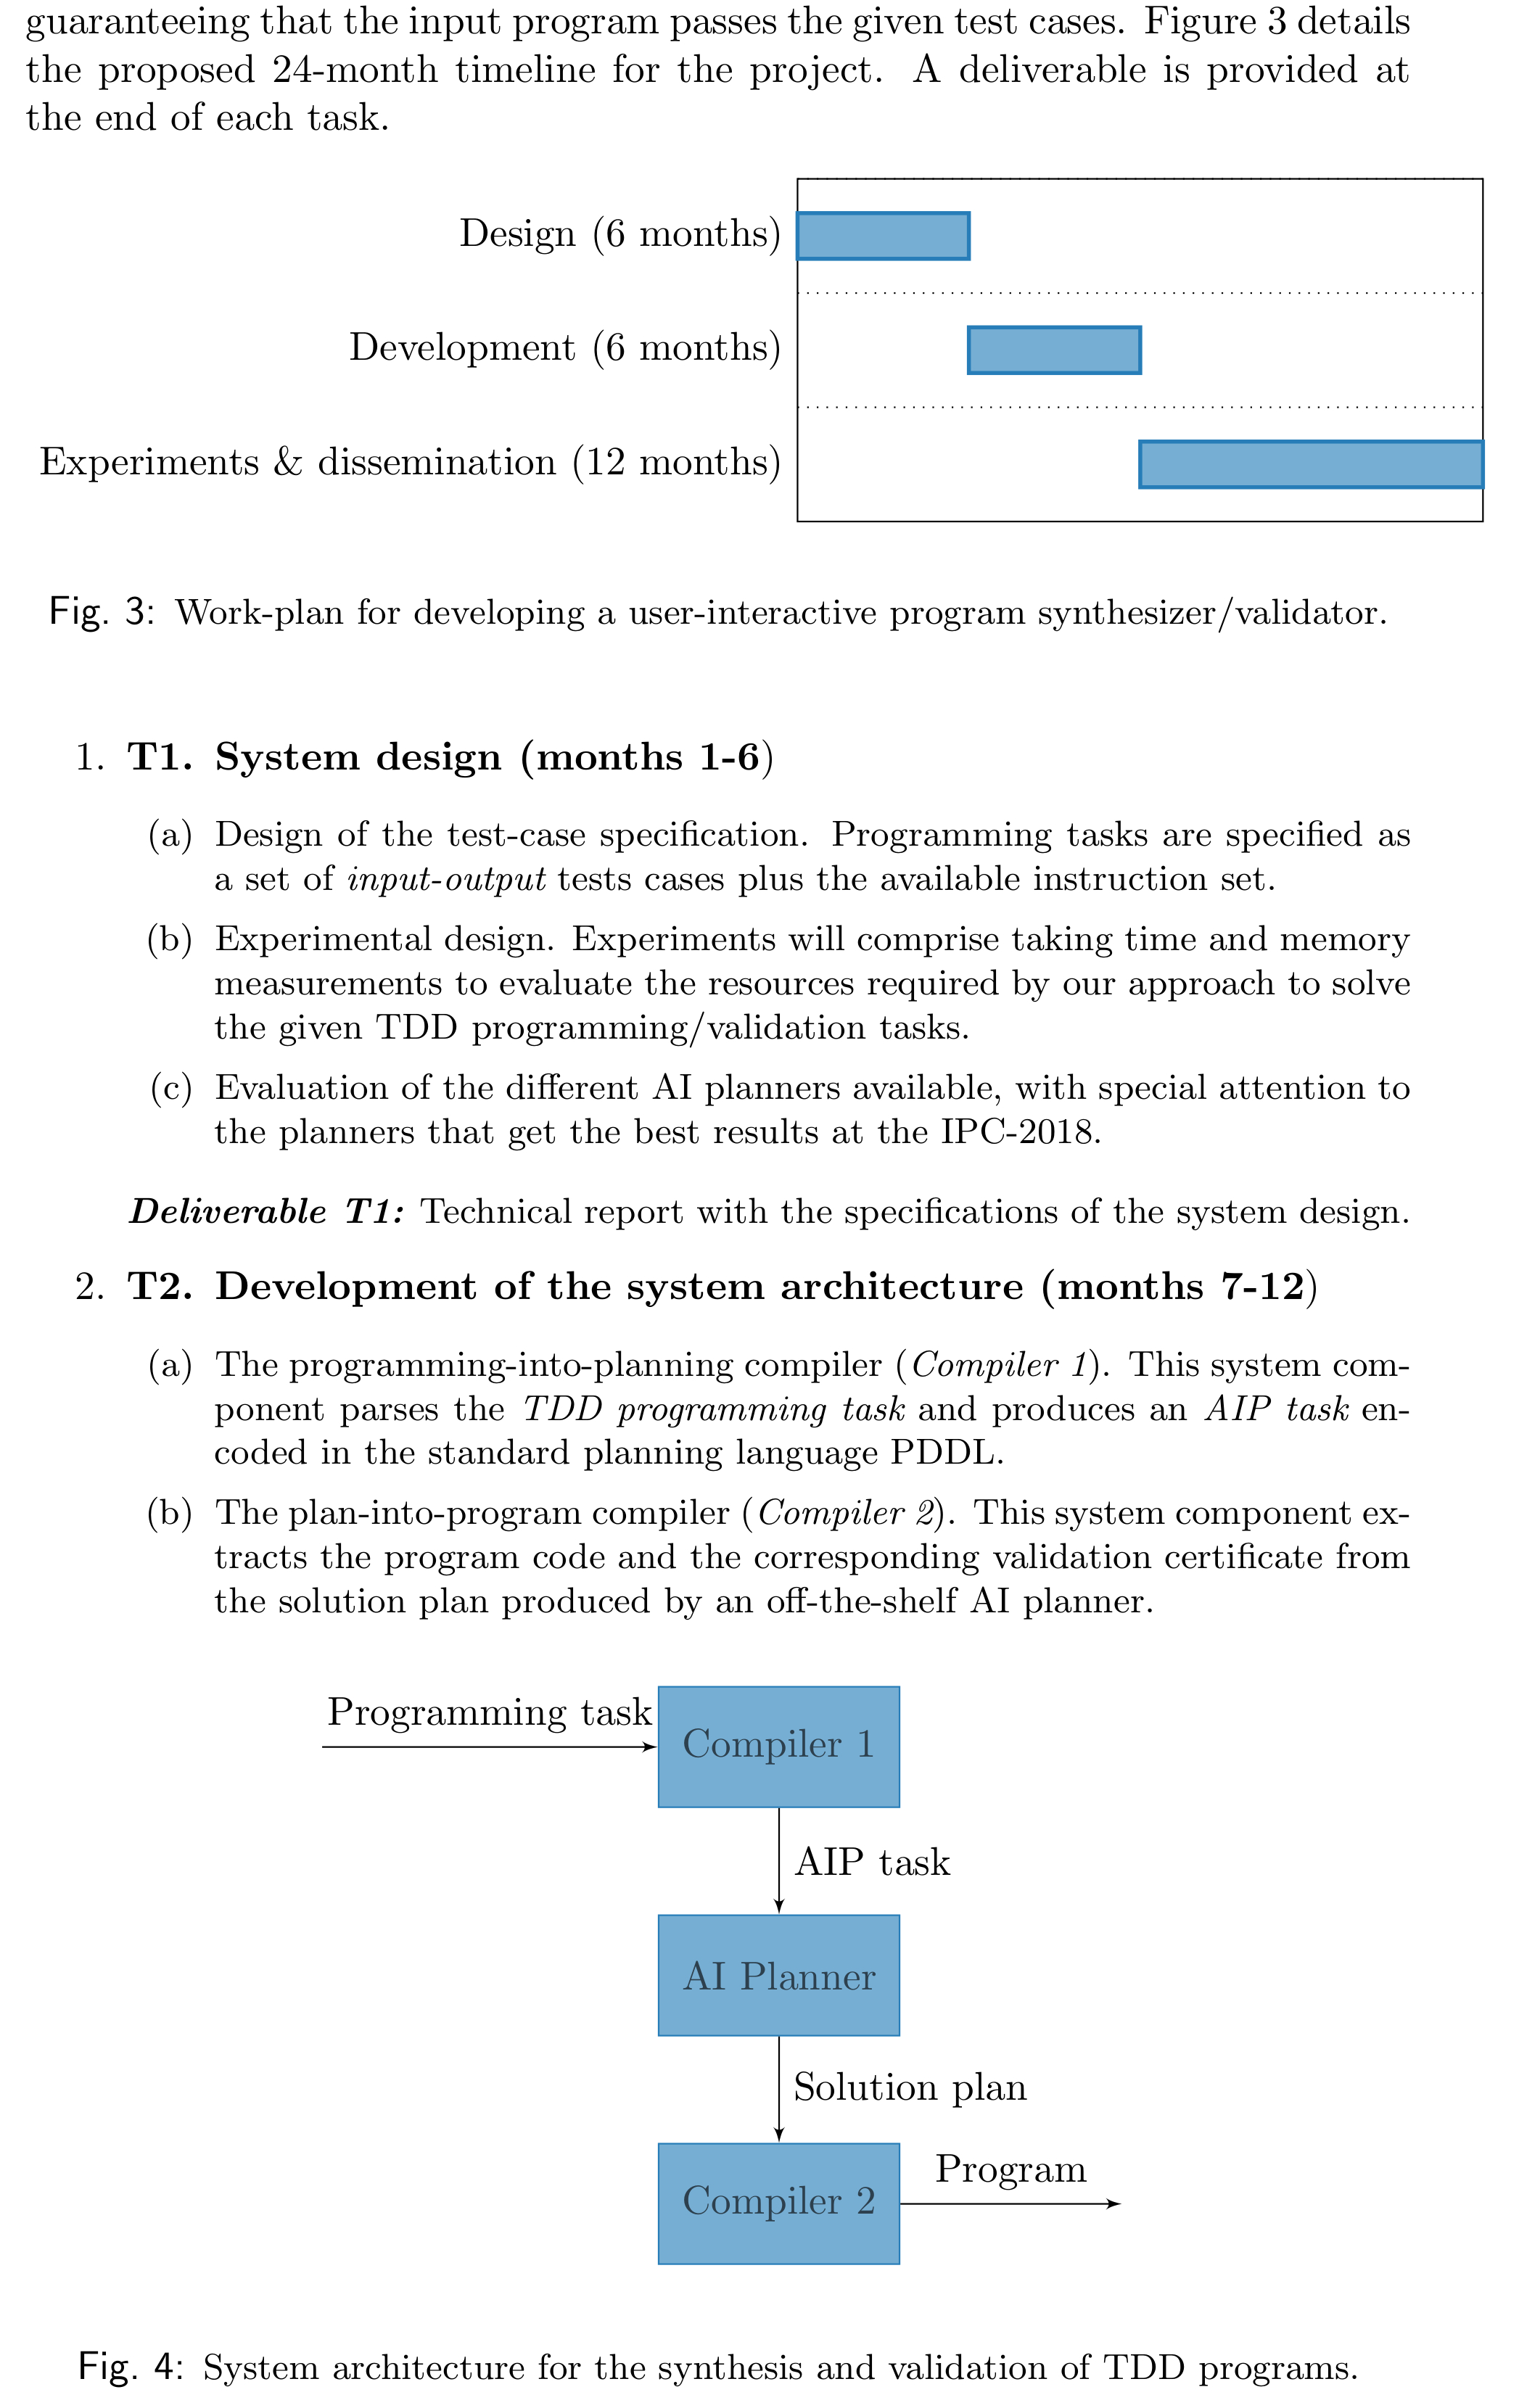 guaranteeing that the input program passes the given test cases. Figure 3 details
the proposed 24-month timeline for the project. A deliverable is provided at
the end of each task.
Design (6 months)
Development (6 months)
Experiments & dissemination (12 months)
Fig. 3: Work-plan for developing a user-interactive program synthesizer/validator.
1. T1. System design (months 1-6)
(a) Design of the test-case specification. Programming tasks are specified as
a set of input-output tests cases plus the available instruction set.
(b) Experimental design. Experiments will comprise taking time and memory
measurements to evaluate the resources required by our approach to solve
the given TDD programming/validation tasks.
(c) Evaluation of the different AI planners available, with special attention to
the planners that get the best results at the IPC-2018.
Deliverable T1: Technical report with the specifications of the system design.
2. T2. Development of the system architecture (months 7-12)
(a) The programming-into-planning compiler (Compiler 1). This system com-
ponent parses the TDD programming task and produces an AIP task en-
coded in the standard planning language PDDL.
(b) The plan-into-program compiler (Compiler 2). This system component ex-
tracts the program code and the corresponding validation certificate from
the solution plan produced by an off-the-shelf AI planner.
Programming task
Compiler 1
AIP task
AI Planner
Solution plan
Compiler 2
Program
Fig. 4: System architecture for the synthesis and validation of TDD programs.